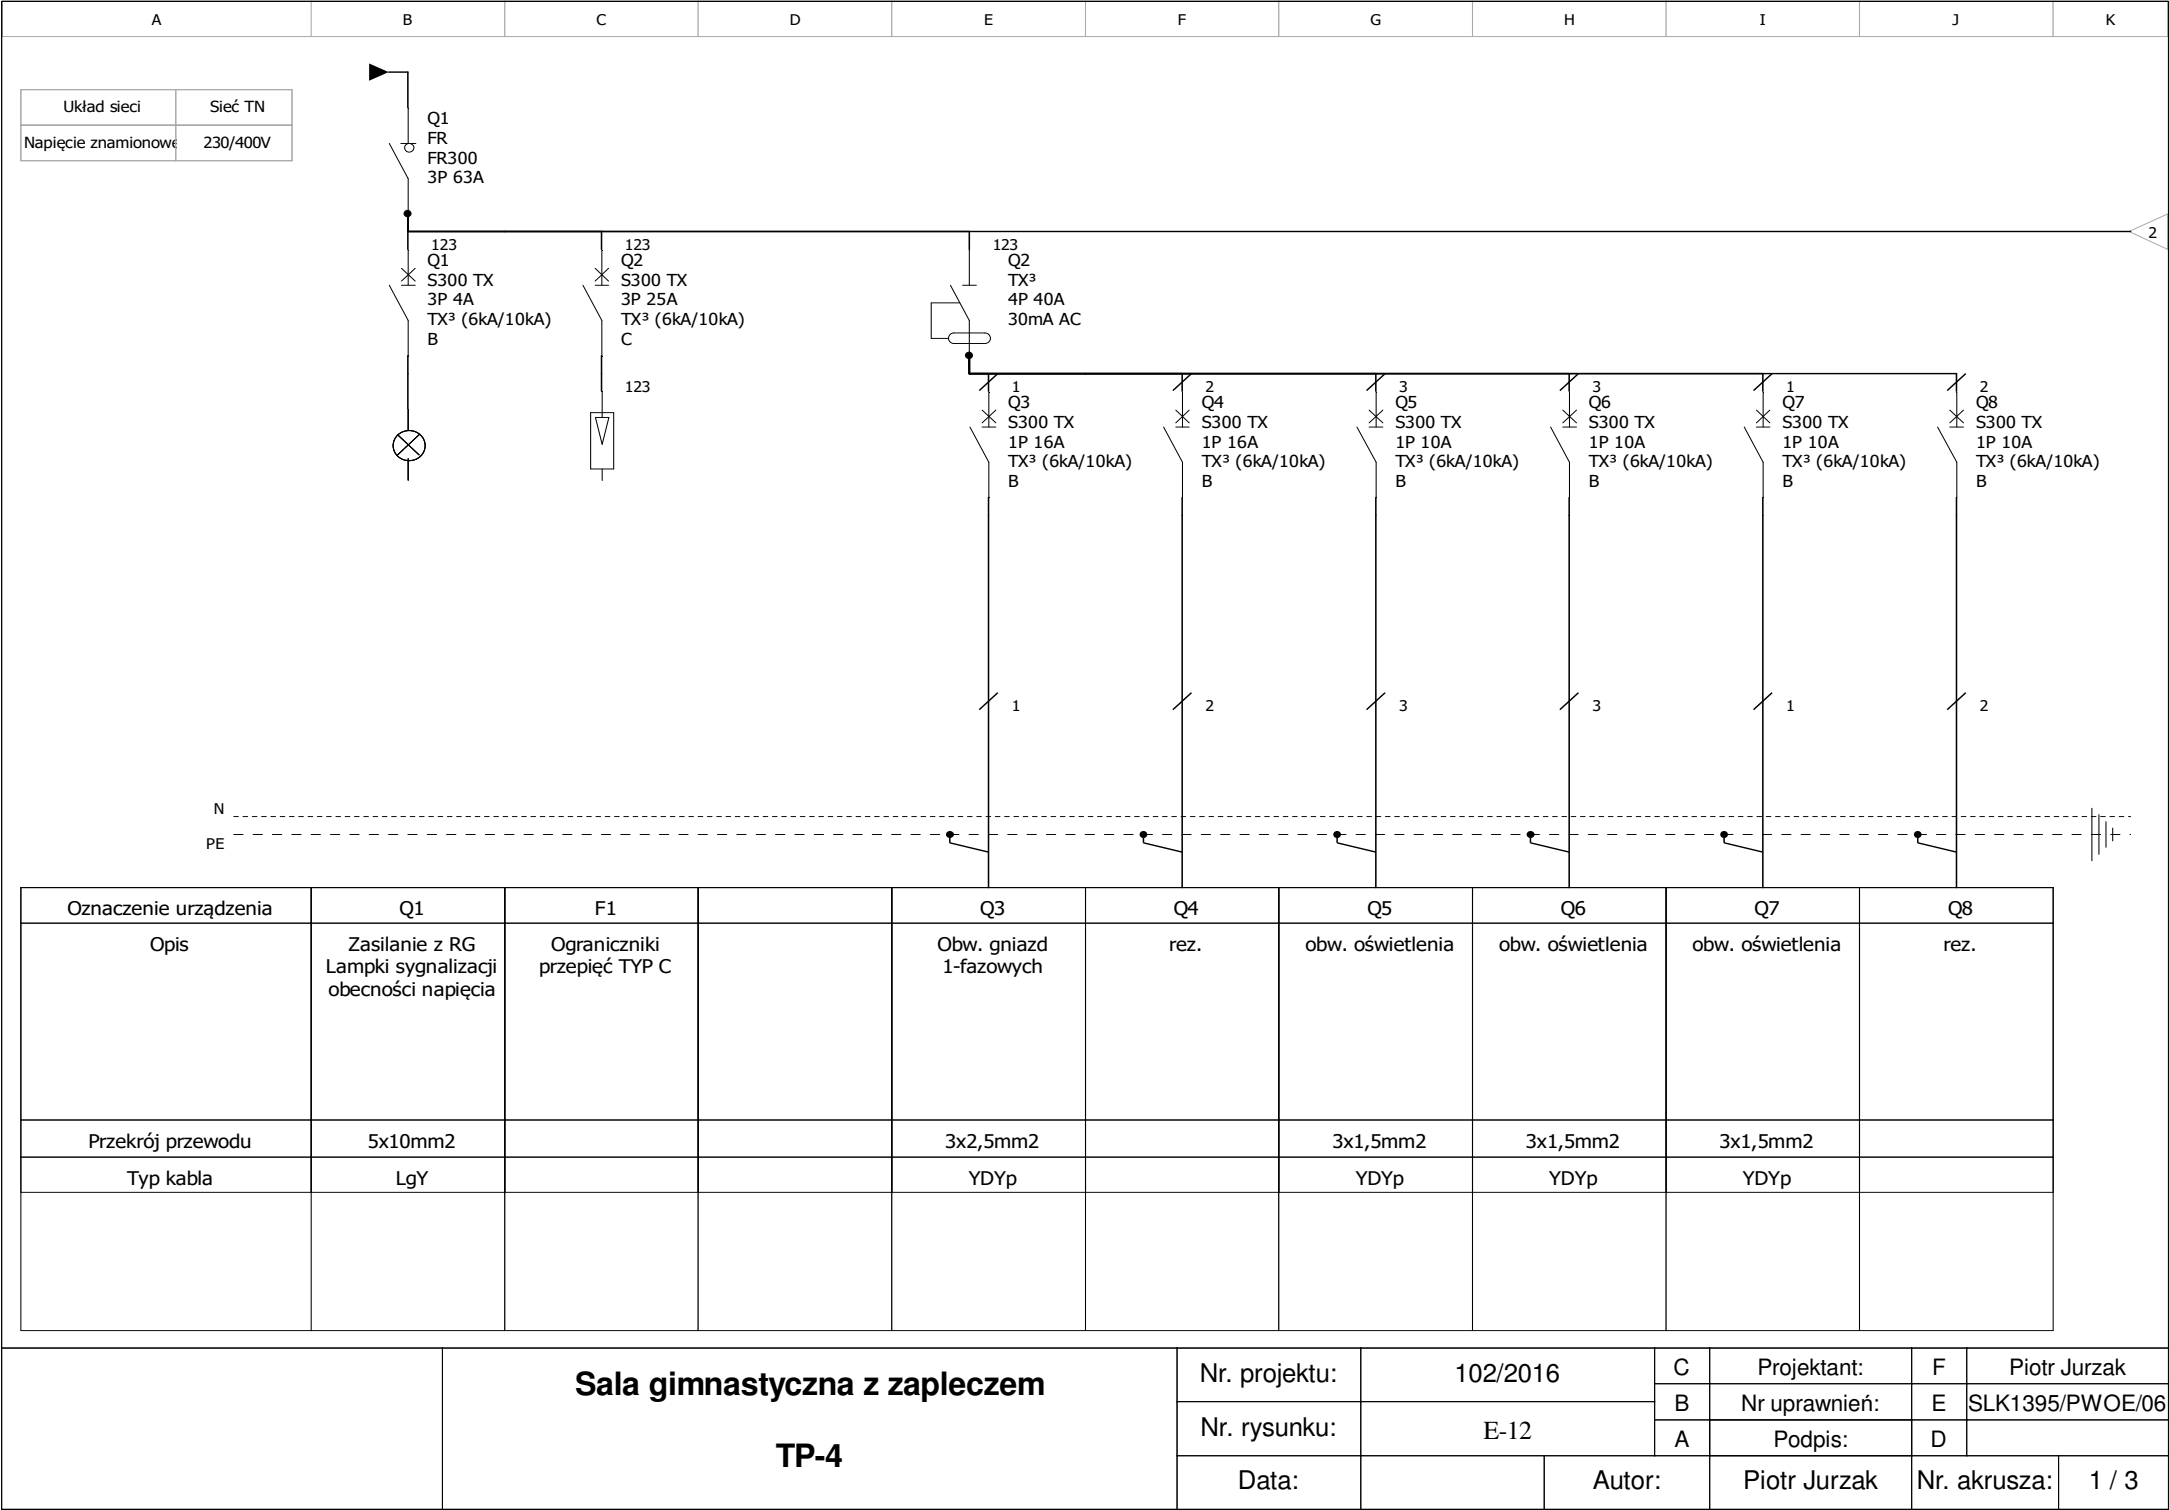 A B C D E F G H I J K
Układ sieci Sieć TN
Napięcie znamionowe 230/400V
Q1
FR
FR300
3P 63A
2
123
Q1
S300 TX
3P 4A
TX³ (6kA/10kA)
B
123
Q2
S300 TX
3P 25A
TX³ (6kA/10kA)
C
123
123
Q2
TX³
4P 40A
30mA AC
1
Q3
S300 TX
1P 16A
TX³ (6kA/10kA)
B
2
Q4
S300 TX
1P 16A
TX³ (6kA/10kA)
B
3
Q5
S300 TX
1P 10A
TX³ (6kA/10kA)
B
3
Q6
S300 TX
1P 10A
TX³ (6kA/10kA)
B
1
Q7
S300 TX
1P 10A
TX³ (6kA/10kA)
B
2
Q8
S300 TX
1P 10A
TX³ (6kA/10kA)
B
1 2 3 3 1 2
N
PE
Oznaczenie urządzenia Q1 F1 Q3 Q4 Q5 Q6 Q7 Q8
Opis
Zasilanie z RG
Lampki sygnalizacji
obecności napięcia
Ograniczniki
przepięć TYP C
Obw. gniazd
1-fazowych
rez.
obw. oświetlenia
obw. oświetlenia
obw. oświetlenia
rez.
Przekrój przewodu 5x10mm2 3x2,5mm2 3x1,5mm2 3x1,5mm2 3x1,5mm2
Typ kabla LgY YDYp YDYp YDYp YDYp
Sala gimnastyczna z zapleczem
TP-4
Nr. projektu: 102/2016
Nr. rysunku: E-12
C Projektant: F Piotr Jurzak
B Nr uprawnień: E SLK1395/PWOE/06
A Podpis: D
Data: Autor: Piotr Jurzak Nr. akrusza: 1 / 3